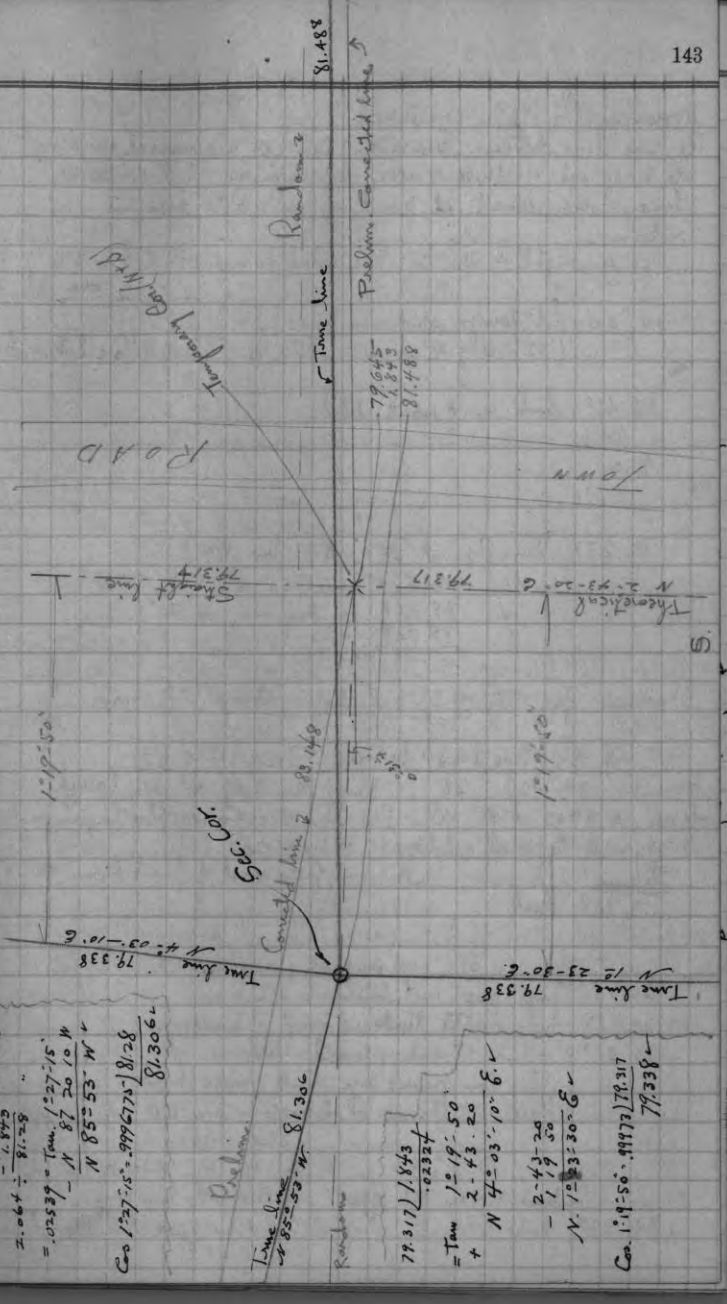 143
81.488
Random
True line
Prelim. Corrected line
Temporary Cor.
79.645
1.843
81.488
ROAD
TOWN
Straight line
79.317
79.317
Theoretical
N 2-43-20 E
S.
1°-19'-50"
1°-19'-50"
Corrected line 83.148
Sec. Cor.
N 4°-03'-10" E
True line 79.338
N 1°-23-30" E.
True line 79.338
Prelim.
True line 81.306
N 85°-53' W.
Random
1.843
2.064 ÷ 81.28
= .02539 = Tan. 1°-27'-15"
- N 87 20 10 W
N 85°-53' W
Cos 1°27'-15" = .9996775)81.28
81.306
79.317)1.843
.02324
= Tan 1°-19'-50"
+ 2-43-20
N 4°-03'-10" E.
2-43-20
- 1 19 50
N. 1°-23'-30" E
Cos. 1°-19'-50" = .99973)79.317
79.338